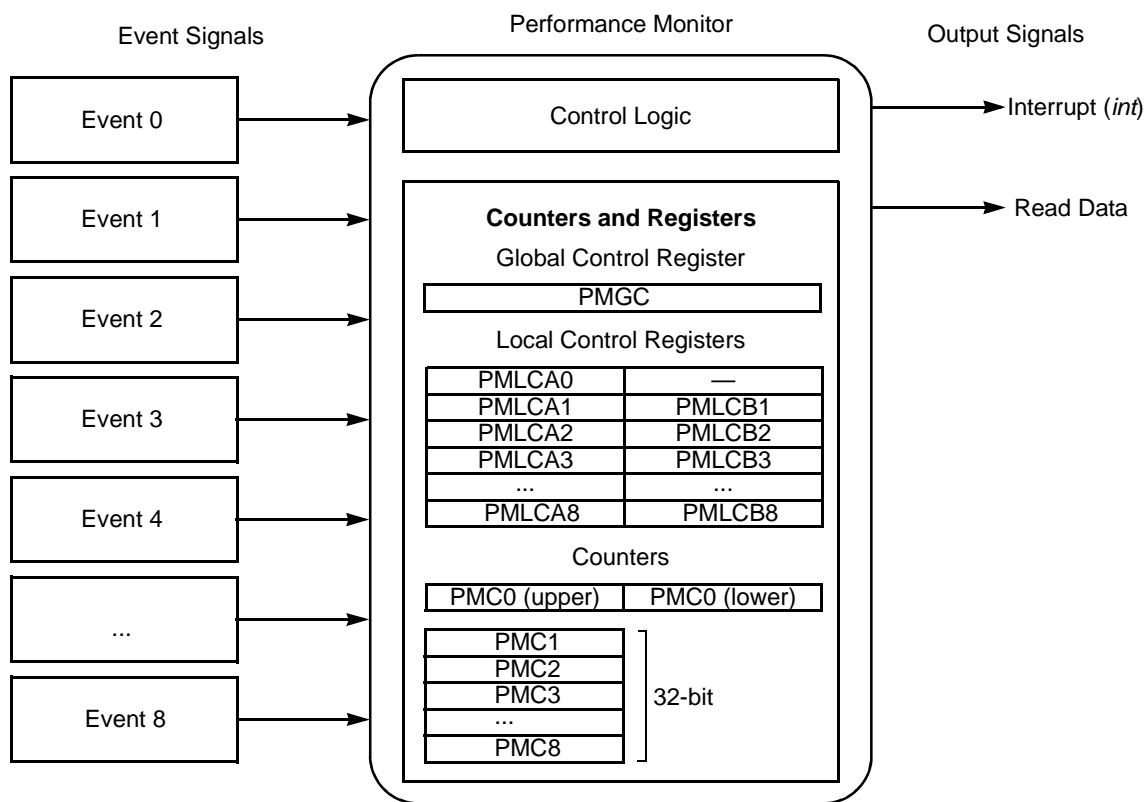 Event Signals
Performance Monitor
Output Signals
Event 0
Event 1
Event 2
Event 3
Event 4
...
Event 8
Control Logic
Counters and Registers
Global Control Register
PMGC
Local Control Registers
PMLCA0 —
PMLCA1 PMLCB1
PMLCA2 PMLCB2
PMLCA3 PMLCB3
... ...
PMLCA8 PMLCB8
Counters
PMC0 (upper) PMC0 (lower)
PMC1
PMC2
PMC3
...
PMC8
32-bit
Interrupt (int)
Read Data